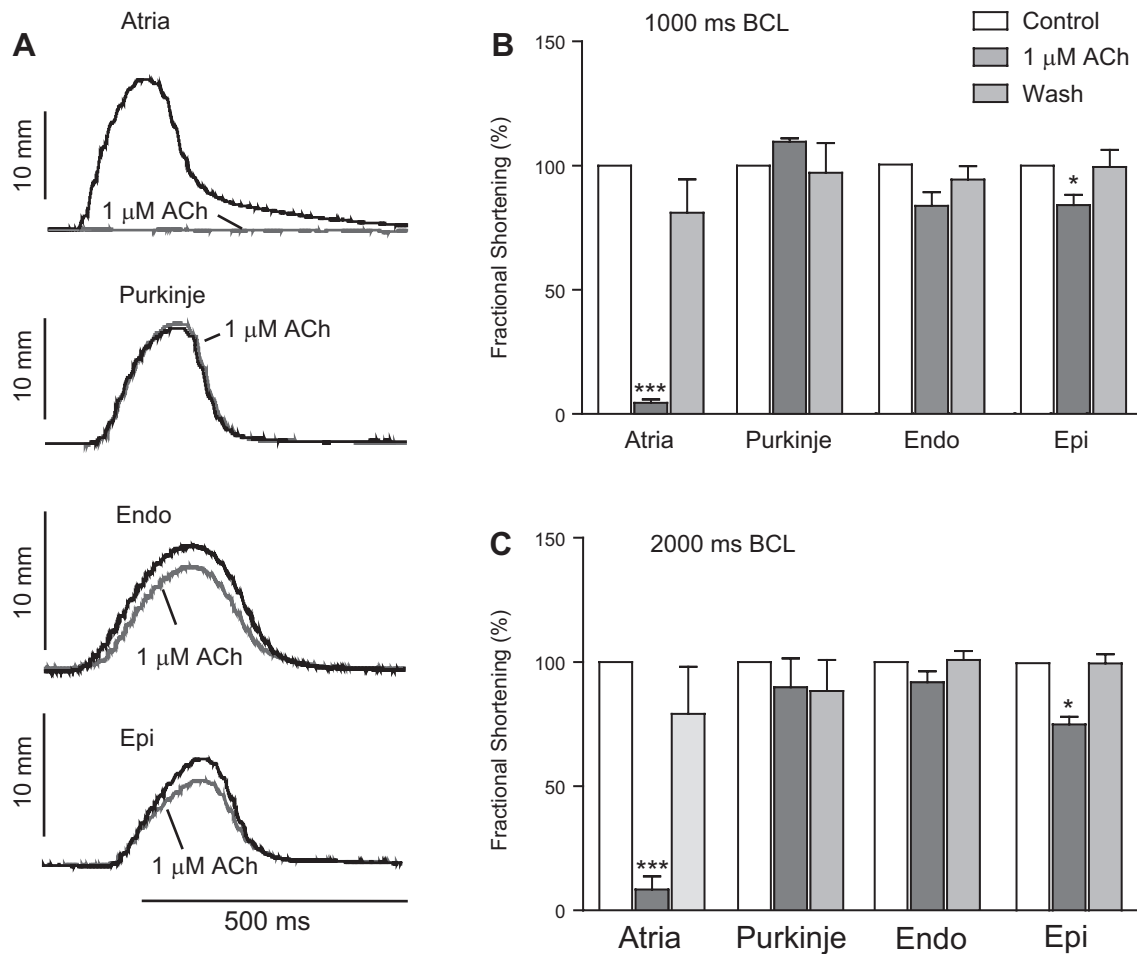 A
Atria
10 mm
1 μM ACh
Purkinje
10 mm
1 μM ACh
Endo
10 mm
1 μM ACh
Epi
10 mm
1 μM ACh
500 ms
B
1000 ms BCL
Control
1 μM ACh
Wash
Fractional Shortening (%)
150
100
50
0
***
*
Atria Purkinje Endo Epi
C
2000 ms BCL
Fractional Shortening (%)
150
100
50
0
***
*
Atria Purkinje Endo Epi